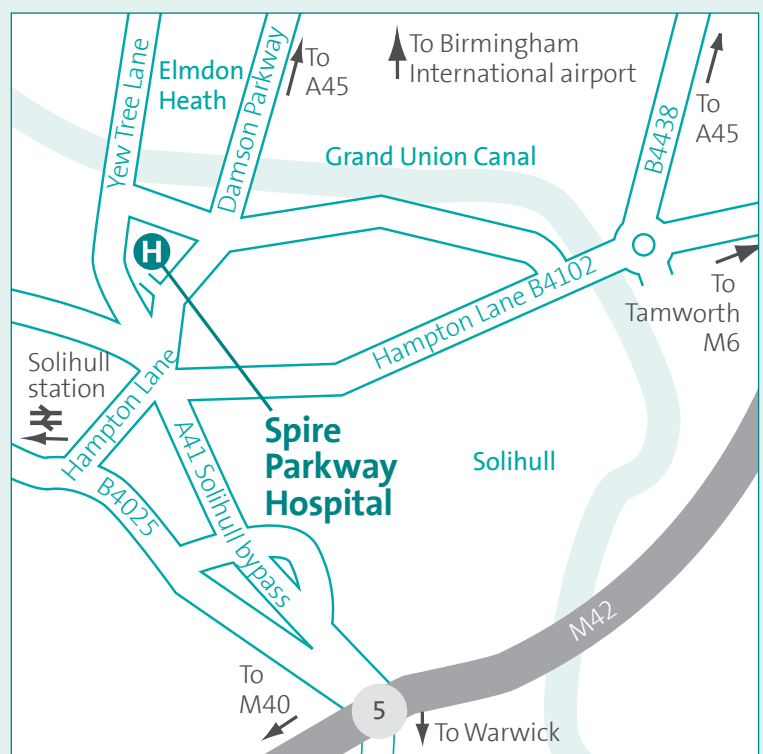 Yew Tree Lane
Elmdon
Heath
Damson Parkway
To
A45
To Birmingham
International airport
B4438
To
A45
Grand Union Canal
H
To
Tamworth
M6
Hampton Lane B4102
Solihull
station
Hampton Lane
Spire
Parkway
Hospital
Solihull
A41 Solihull bypass
B4025
M42
To
M40
5
To Warwick